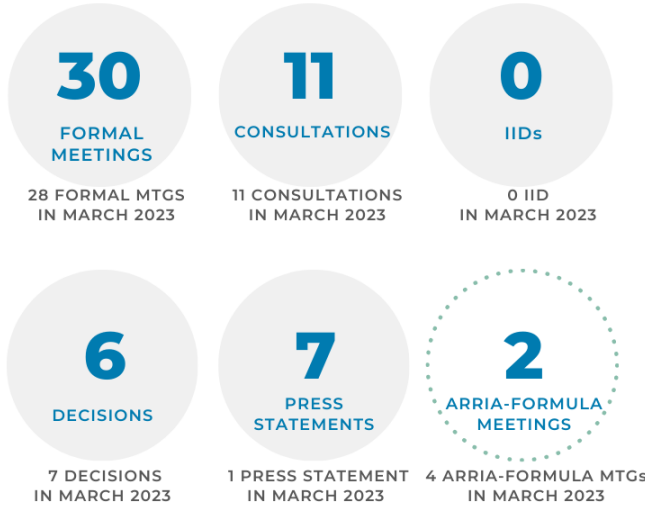 30
FORMAL
MEETINGS
28 FORMAL MTGS
IN MARCH 2023
11
CONSULTATIONS
11 CONSULTATIONS
IN MARCH 2023
0
IIDs
0 IID
IN MARCH 2023
6
DECISIONS
7 DECISIONS
IN MARCH 2023
7
PRESS
STATEMENTS
1 PRESS STATEMENT
IN MARCH 2023
2
ARRIA-FORMULA
MEETINGS
4 ARRIA-FORMULA MTGs
IN MARCH 2023